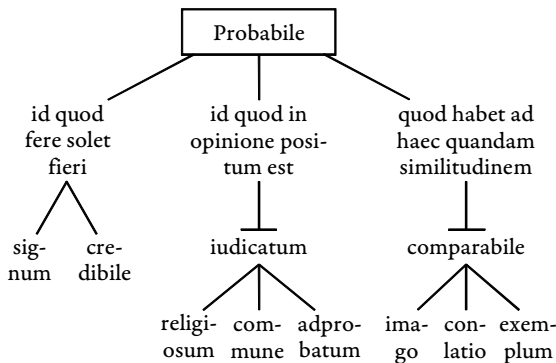 Probabile
id quod
fere solet
fieri
id quod in
opinione posi-
tum est
quod habet ad
haec quandam
similitudinem
sig-
num
cre-
dibile
iudicatum
comparabile
religi-
osum
com-
mune
adpro-
batum
ima-
go
con-
latio
exem-
plum